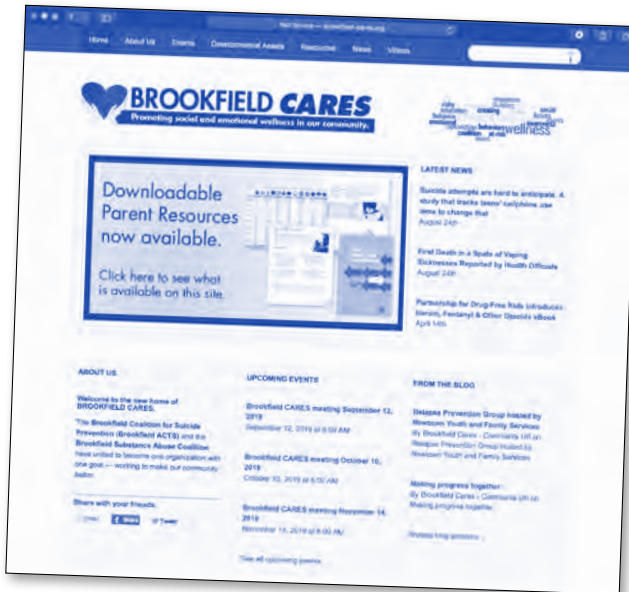 Home About Us Events Developmental Assets Resources News Videos
BROOKFIELD CARES
Promoting social and emotional wellness in our community.
creating
social
behaviors wellness
coalition at-risk
Downloadable
Parent Resources
now available.
Click here to see what
is available on this site.
LATEST NEWS
Suicide attempts are hard to anticipate. A
study that tracks teens' cellphone use
aims to change that
August 24th
First Death in a Spate of Vaping
Sicknesses Reported by Health Officials
August 24th
Partnership for Drug-Free Kids Introduces
Heroin, Fentanyl & Other Opioids eBook
April 14th
ABOUT US
Welcome to the new home of
BROOKFIELD CARES.
The Brookfield Coalition for Suicide
Prevention (Brookfield ACTS) and the
Brookfield Substance Abuse Coalition
have united to become one organization with
one goal — working to make our community
better.
Share with your friends:
Email Share Tweet
UPCOMING EVENTS
Brookfield CARES meeting September 12,
2019
September 12, 2019 at 8:00 AM
Brookfield CARES meeting October 10,
2019
October 10, 2019 at 8:00 AM
Brookfield CARES meeting November 14,
2019
November 14, 2019 at 8:00 AM
See all upcoming events
FROM THE BLOG
Relapse Prevention Group hosted by
Newtown Youth and Family Services
By Brookfield Cares - Comments Off on
Relapse Prevention Group hosted by
Newtown Youth and Family Services
Making progress together
By Brookfield Cares - Comments Off on
Making progress together